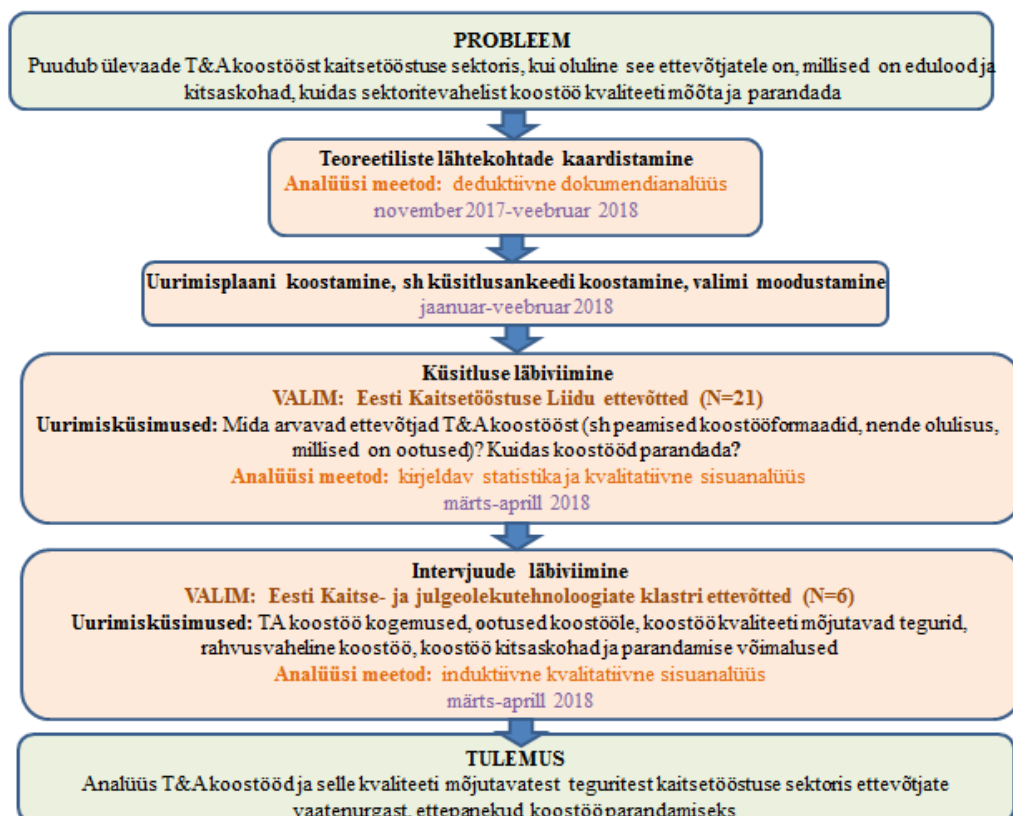 PROBLEEM
Puudub ülevaade T&A koostööst kaitsetööstuse sektoris, kui oluline see ettevõtjatele on, millised on edulood ja
kitsaskohad, kuidas sektoritevahelist koostöö kvaliteeti mõõta ja parandada
Teoreetiliste lähtekohtade kaardistamine
Analüüsi meetod: deduktiivne dokumendianalüüs
november 2017-veebruar 2018
Uurimisplaani koostamine, sh küsitlusankeedi koostamine, valimi moodustamine
jaanuar-veebruar 2018
Küsitluse läbiviimine
VALIM: Eesti Kaitsetööstuse Liidu ettevõtted (N=21)
Uurimisküsimused: Mida arvavad ettevõtjad T&A koostööst (sh peamised koostööformaadid, nende olulisus,
millised on ootused)? Kuidas koostööd parandada?
Analüüsi meetod: kirjeldav statistika ja kvalitatiivne sisuanalüüs
märts-aprill 2018
Intervjuude läbiviimine
VALIM: Eesti Kaitse- ja julgeolekutehnoloogiate klastri ettevõtted (N=6)
Uurimisküsimused: TA koostöö kogemused, ootused koostööle, koostöö kvaliteeti mõjutavad tegurid,
rahvusvaheline koostöö, koostöö kitsaskohad ja parandamise võimalused
Analüüsi meetod: induktiivne kvalitatiivne sisuanalüüs
märts-aprill 2018
TULEMUS
Analüüs T&A koostööd ja selle kvaliteeti mõjutavatest teguritest kaitsetööstuse sektoris ettevõtjate
vaatenurgast, ettepanekud koostöö parandamiseks